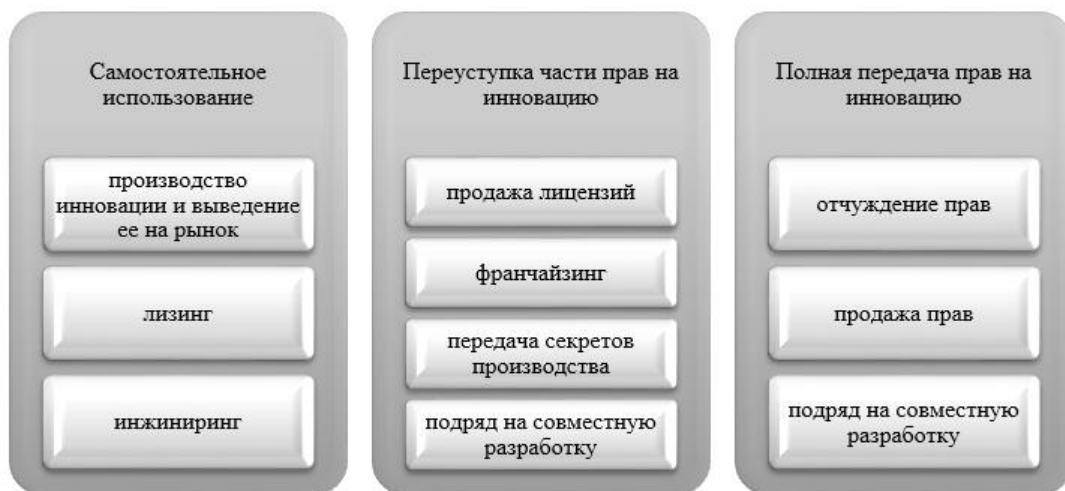 Самостоятельное
использование
производство
инновации и выведение
ее на рынок
лизинг
инжиниринг
Переуступка части прав на
инновацию
продажа лицензий
франчайзинг
передача секретов
производства
подряд на совместную
разработку
Полная передача прав на
инновацию
отчуждение прав
продажа прав
подряд на совместную
разработку